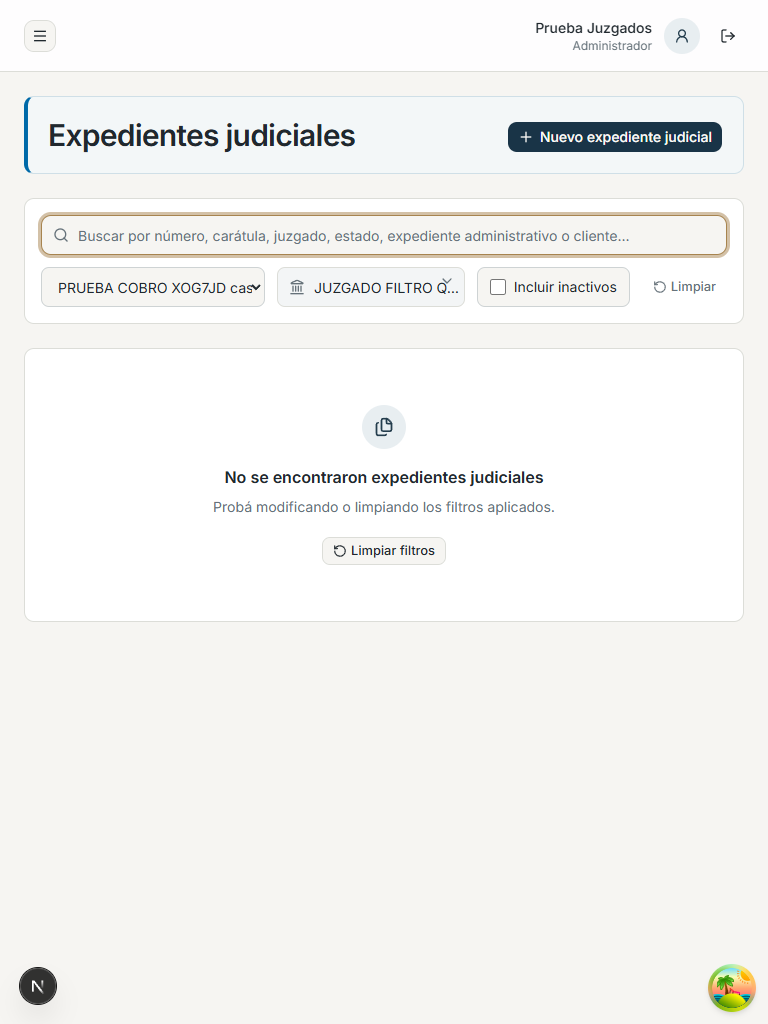 Prueba Juzgados
Administrador
Expedientes judiciales
Nuevo expediente judicial
Buscar por número, carátula, juzgado, estado, expediente administrativo o cliente...
PRUEBA COBRO XOG7JD cas
JUZGADO FILTRO Q...
Incluir inactivos
Limpiar
No se encontraron expedientes judiciales
Probá modificando o limpiando los filtros aplicados.
Limpiar filtros
N